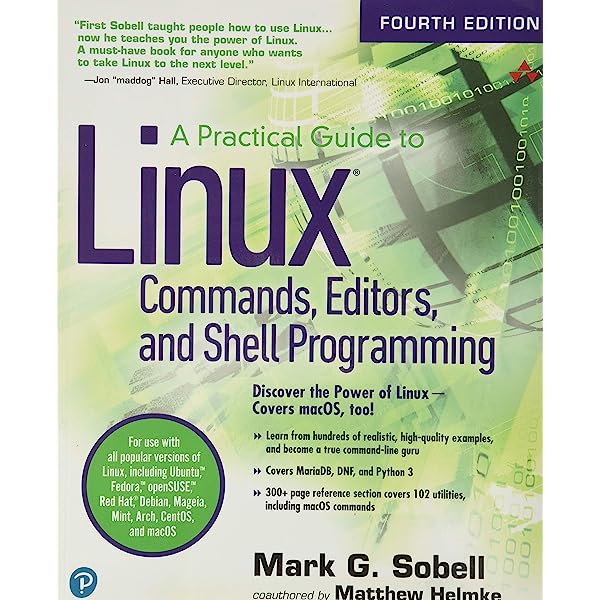 FOURTH EDITION
"First Sobell taught people how to use Linux...
now he teaches you the power of Linux.
A must-have book for anyone who wants
to take Linux to the next level."
—Jon "maddog" Hall, Executive Director, Linux International
A Practical Guide to
Linux®
Commands, Editors,
and Shell Programming
Discover the Power of Linux—
Covers macOS, too!
Learn from hundreds of realistic, high-quality examples,
and become a true command-line guru
Covers MariaDB, DNF, and Python 3
300+ page reference section covers 102 utilities,
including macOS commands
For use with
all popular versions of
Linux, including Ubuntu,™
Fedora,™ openSUSE,™
Red Hat,® Debian, Mageia,
Mint, Arch, CentOS,
and macOS
P
Mark G. Sobell
coauthored by Matthew Helmke